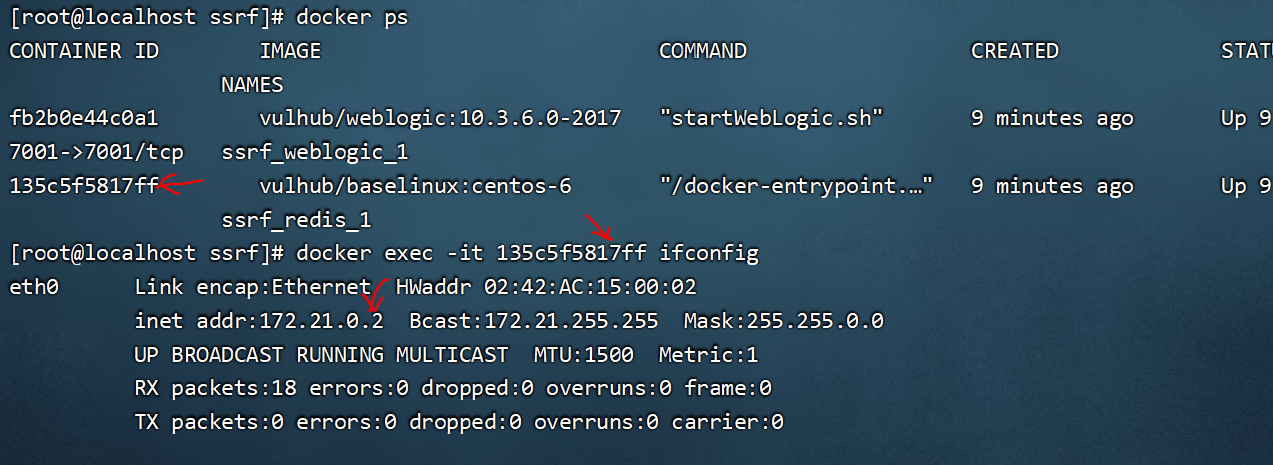 [root@localhost ssrf]# docker ps
CONTAINER ID        IMAGE                           COMMAND                  CREATED             STATU
                 NAMES
fb2b0e44c0a1        vulhub/weblogic:10.3.6.0-2017   "startWebLogic.sh"       9 minutes ago       Up 9
7001->7001/tcp   ssrf_weblogic_1
135c5f5817ff        vulhub/baselinux:centos-6       "/docker-entrypoint.…"   9 minutes ago       Up 9
                 ssrf_redis_1
[root@localhost ssrf]# docker exec -it 135c5f5817ff ifconfig
eth0      Link encap:Ethernet  HWaddr 02:42:AC:15:00:02
          inet addr:172.21.0.2  Bcast:172.21.255.255  Mask:255.255.0.0
          UP BROADCAST RUNNING MULTICAST  MTU:1500  Metric:1
          RX packets:18 errors:0 dropped:0 overruns:0 frame:0
          TX packets:0 errors:0 dropped:0 overruns:0 carrier:0